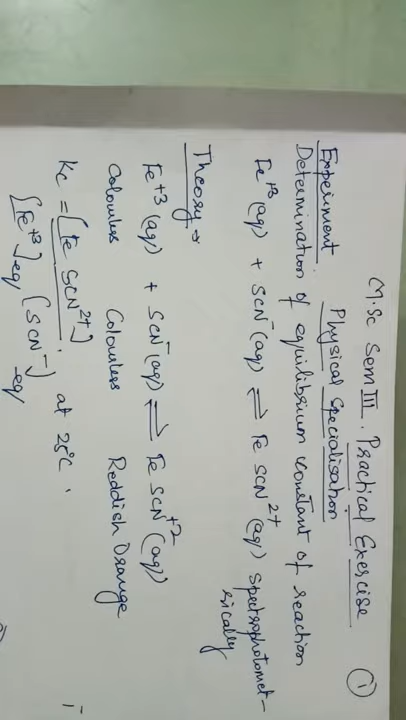 ①
M.Sc Sem III. Practical Exercise
Physical Specialisation
Experiment
Determination of equilibrium constant of reaction
Fe+3 (aq) + SCN- (aq) ⇌ Fe SCN2+ (aq) spectrophotomet-
rically
Theory →
Fe+3 (aq) + SCN- (aq) ⇌ Fe SCN+2 (aq)
Colourless Colourless Reddish Orange
Kc = [Fe SCN2+] at 25°C.
[Fe+3]eq [SCN-]eq